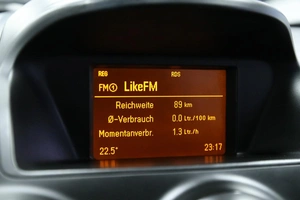 REG RDS
FM① LikeFM
Reichweite 89 km
Ø-Verbrauch 0.0 Ltr./100 km
Momentanverbr. 1.3 Ltr./h
22.5° 23:17